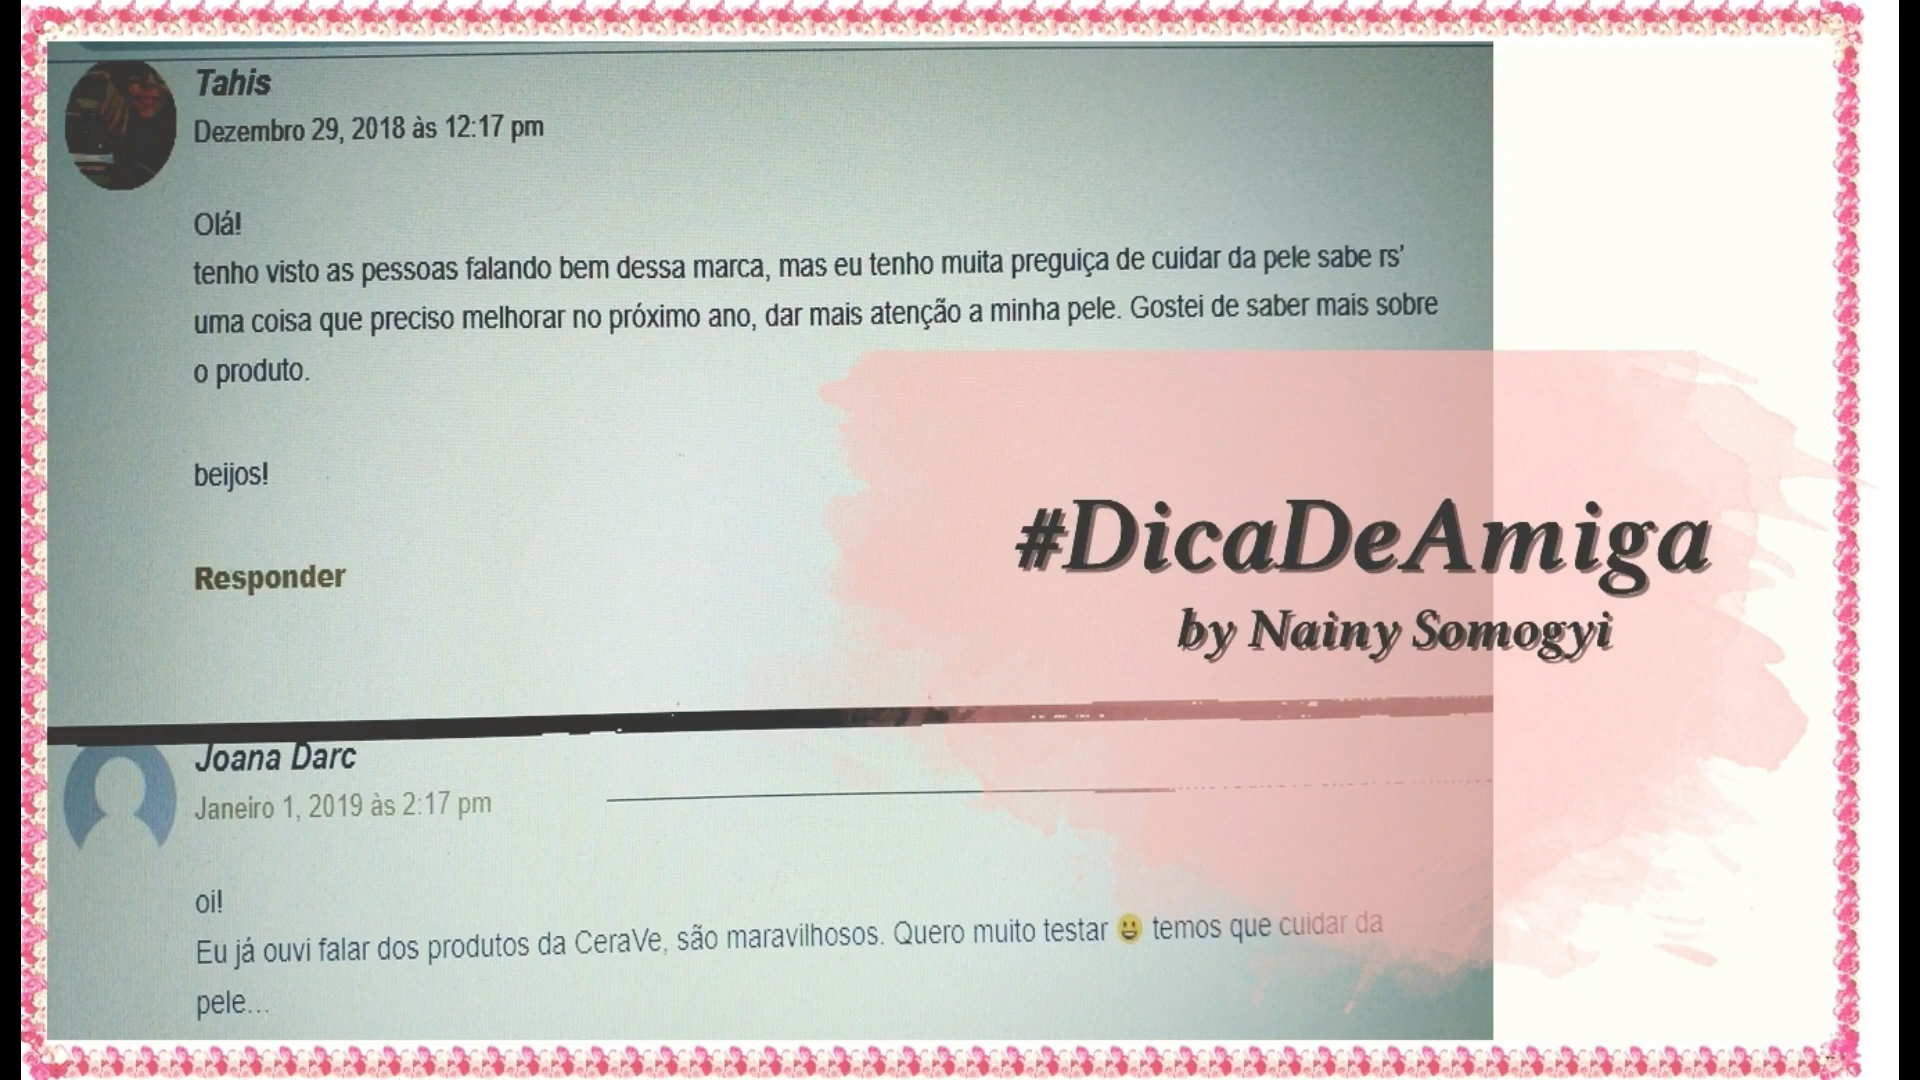 Tahis
Dezembro 29, 2018 às 12:17 pm
Olá!
tenho visto as pessoas falando bem dessa marca, mas eu tenho muita preguiça de cuidar da pele sabe rs'
uma coisa que preciso melhorar no próximo ano, dar mais atenção a minha pele. Gostei de saber mais sobre
o produto.
beijos!
Responder
#DicaDeAmiga
by Nainy Somogyi
Joana Darc
Janeiro 1, 2019 às 2:17 pm
oi!
Eu já ouvi falar dos produtos da CeraVe, são maravilhosos. Quero muito testar 😃 temos que cuidar da
pele...